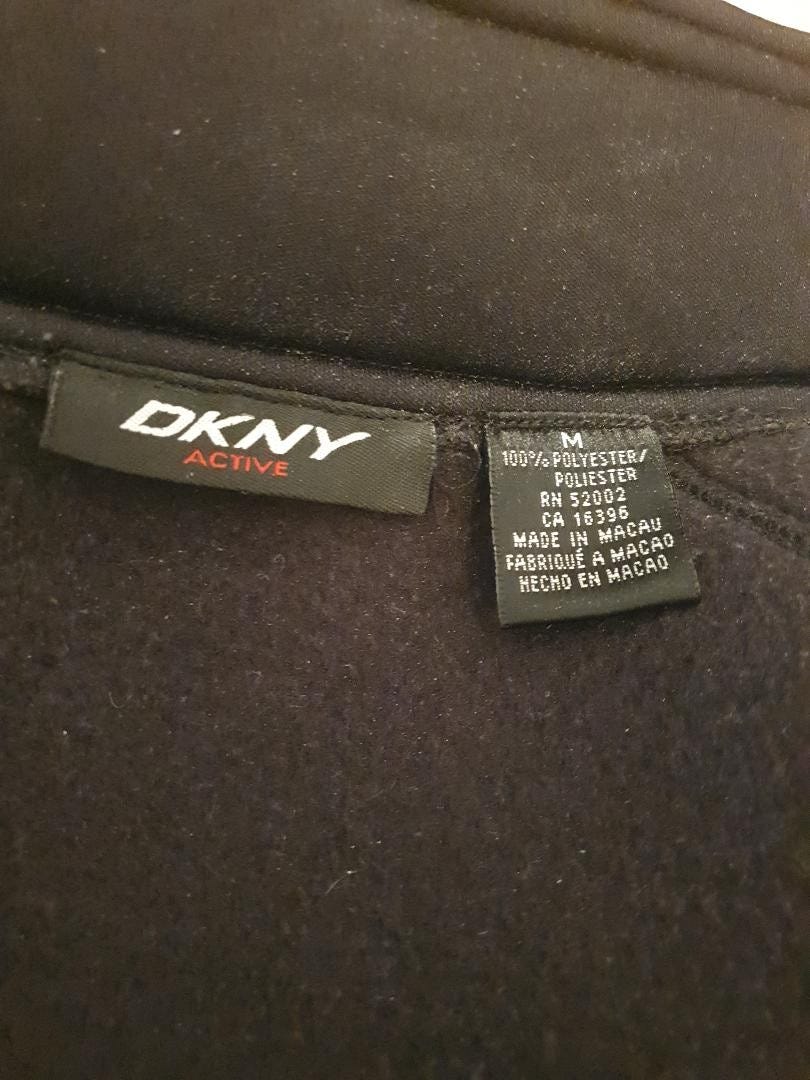 DKNY
ACTIVE
M
100% POLYESTER/
POLIESTER
RN 52002
CA 16396
MADE IN MACAU
FABRIQUÉ A MACAO
HECHO EN MACAO